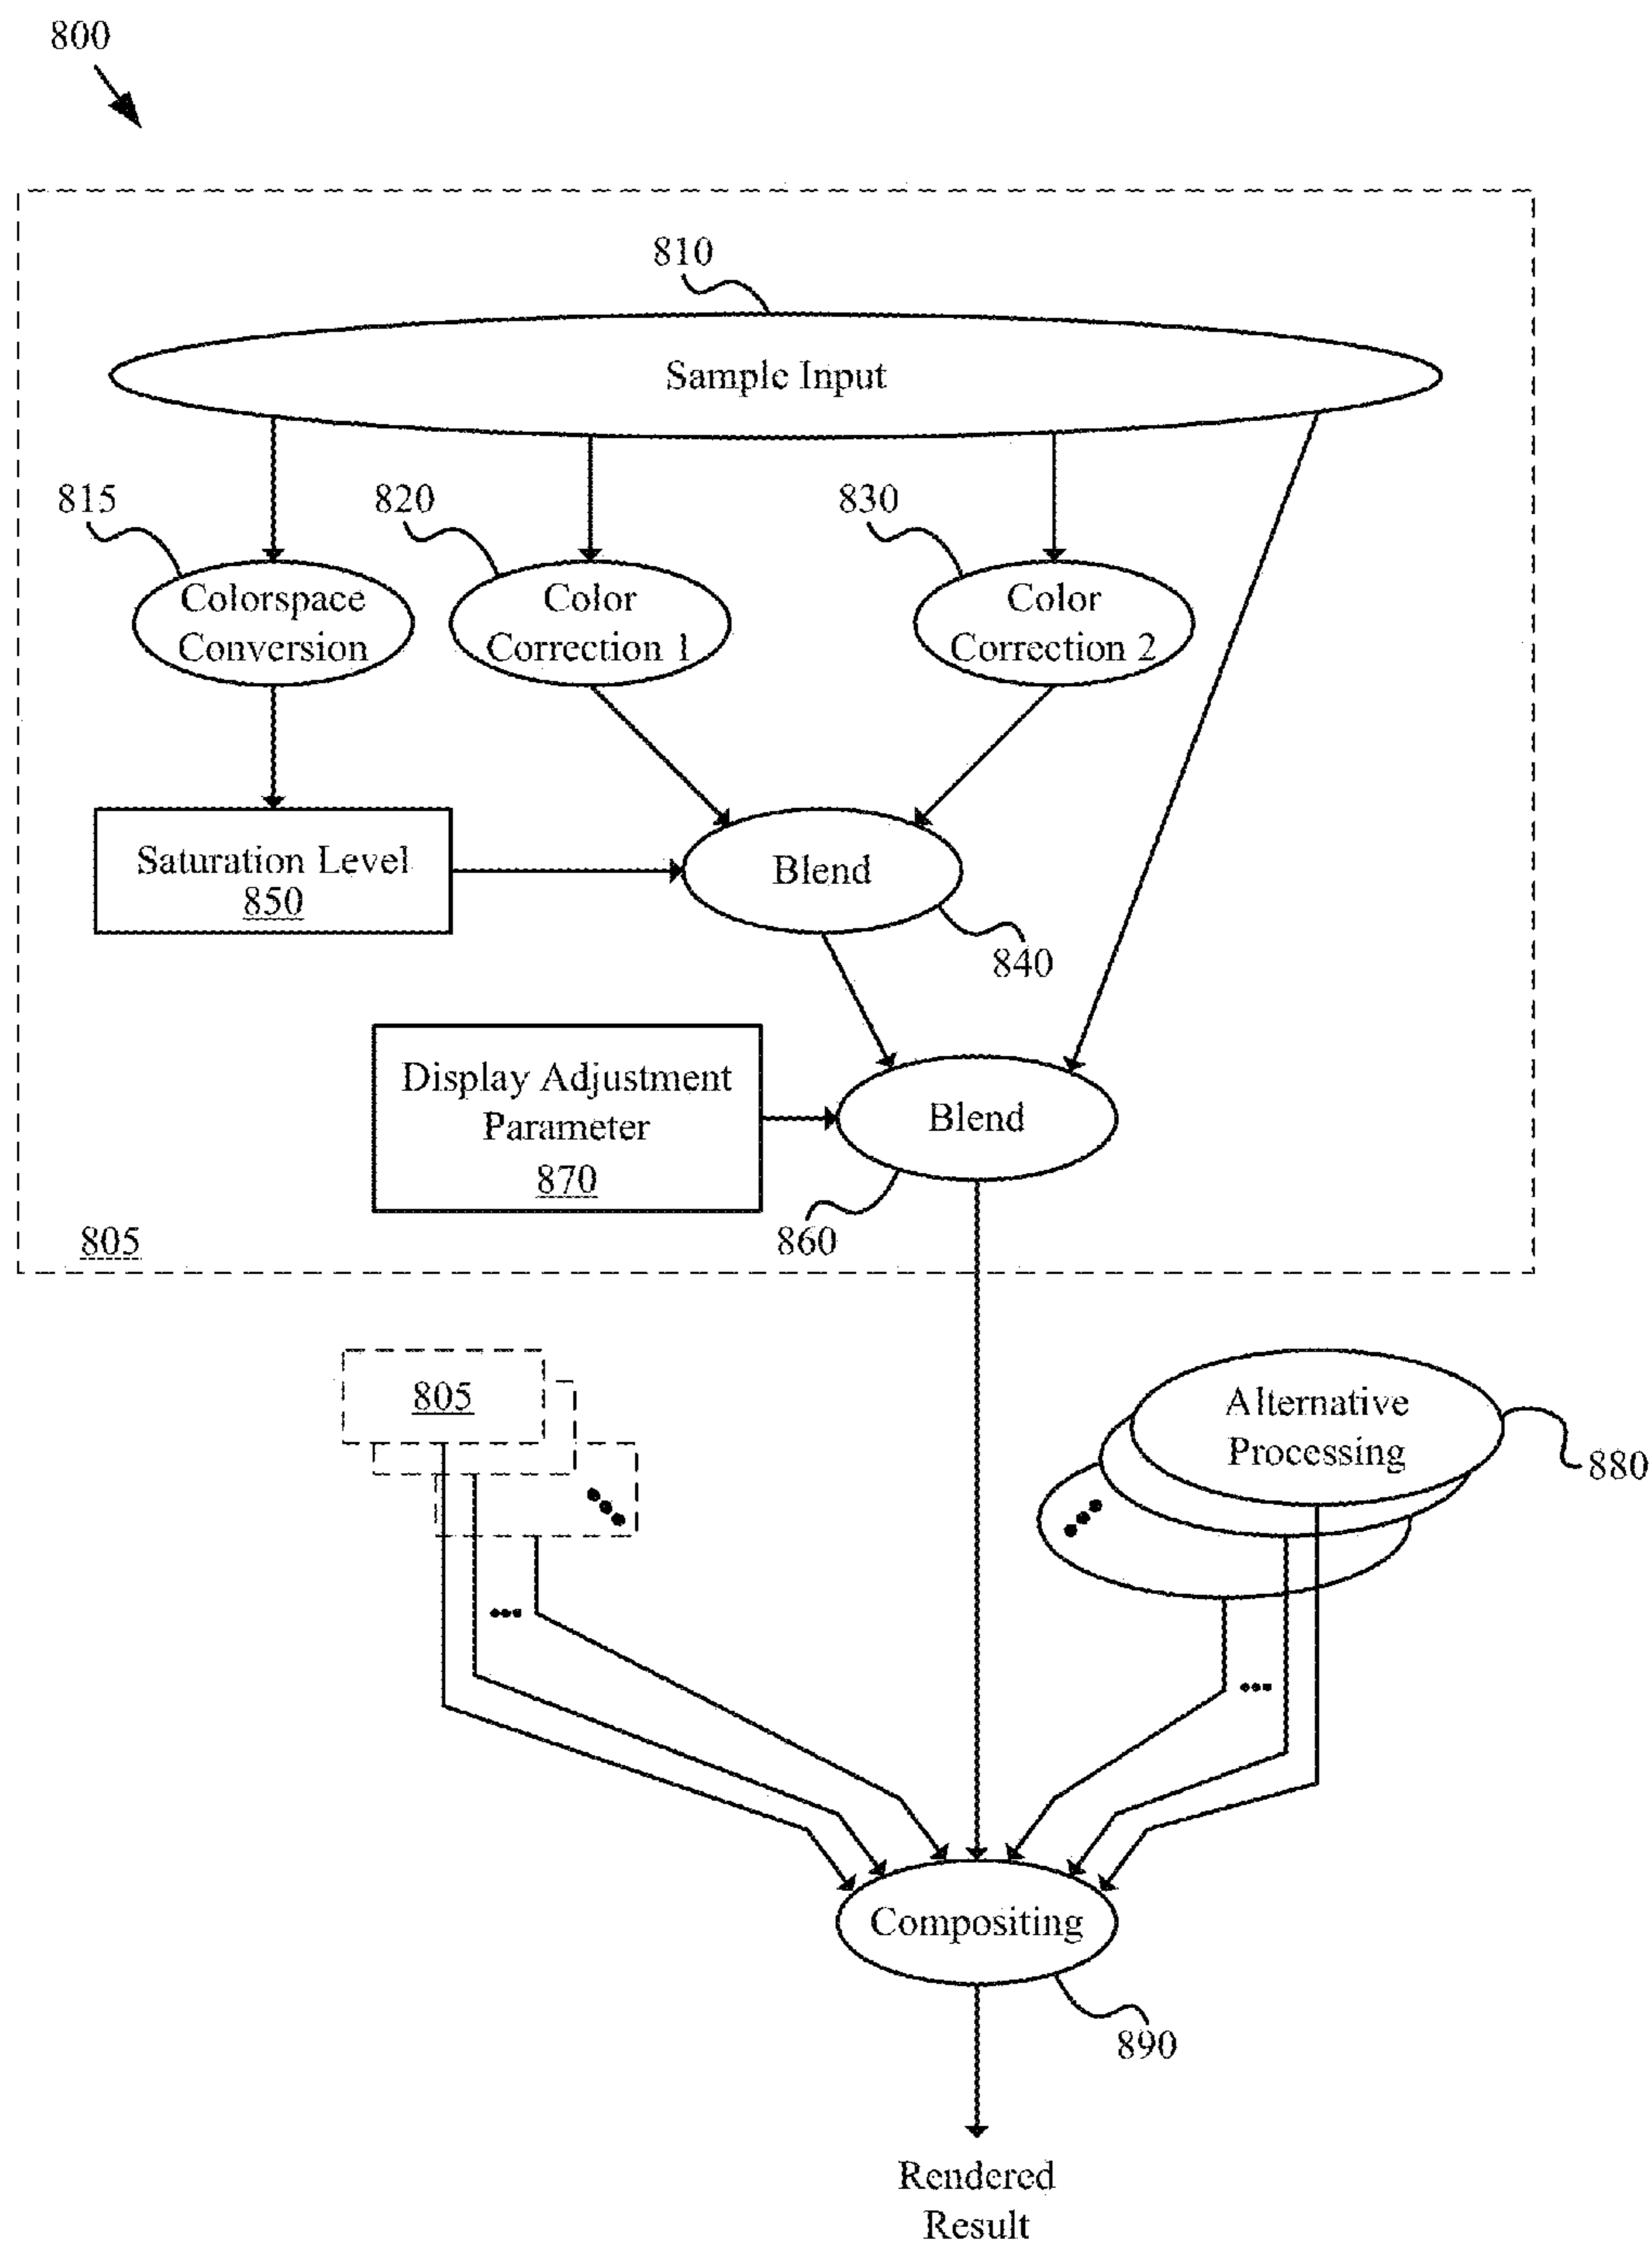 800
810
Sample Input
815
820
830
Colorspace
Conversion
Color
Correction 1
Color
Correction 2
Saturation Level
850
Blend
840
Display Adjustment
Parameter
870
Blend
860
805
805
Alternative
Processing
880
Compositing
890
Rendered
Result